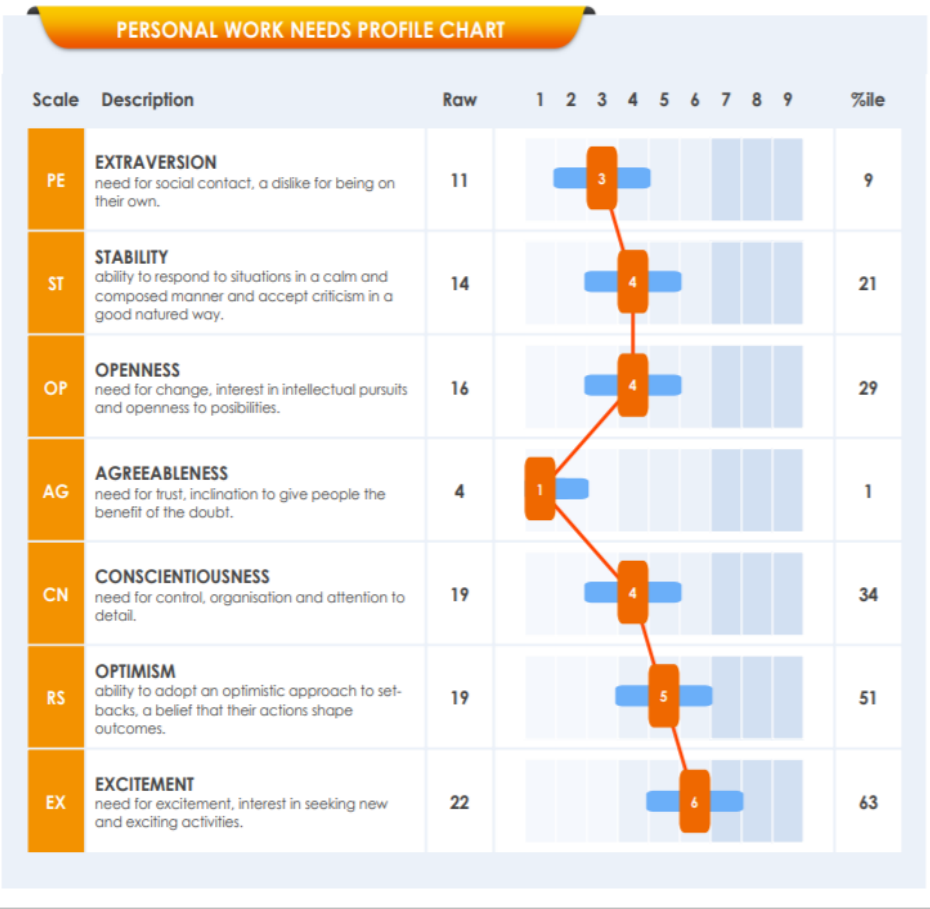 PERSONAL WORK NEEDS PROFILE CHART
Scale Description Raw 1 2 3 4 5 6 7 8 9 %ile
EXTRAVERSION
PE need for social contact, a dislike for being on 11 3 9
their own.
STABILITY
ability to respond to situations in a calm and
ST composed manner and accept criticism in a 14 4 21
good natured way.
OPENNESS
OP need for change, interest in intellectual pursuits 16 4 29
and openness to posibilities.
AGREEABLENESS
AG need for trust, inclination to give people the 4 1 1
benefit of the doubt.
CONSCIENTIOUSNESS
CN need for control, organisation and attention to 19 4 34
detail.
OPTIMISM
ability to adopt an optimistic approach to set-
RS backs, a belief that their actions shape 19 5 51
outcomes.
EXCITEMENT
EX need for excitement, interest in seeking new 22 6 63
and exciting activities.